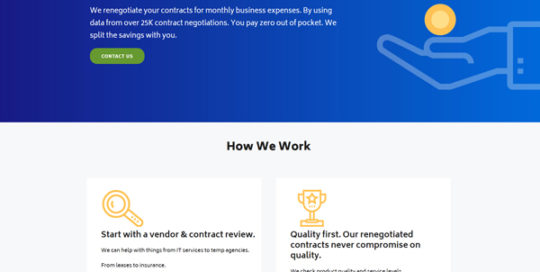 We renegotiate your contracts for monthly business expenses. By using
data from over 25K contract negotiations. You pay zero out of pocket. We
split the savings with you.
CONTACT US
How We Work
Start with a vendor & contract review.
We can help with things from IT services to temp agencies.
From leases to insurance.
Quality first. Our renegotiated
contracts never compromise on
quality.
We check product quality and service levels